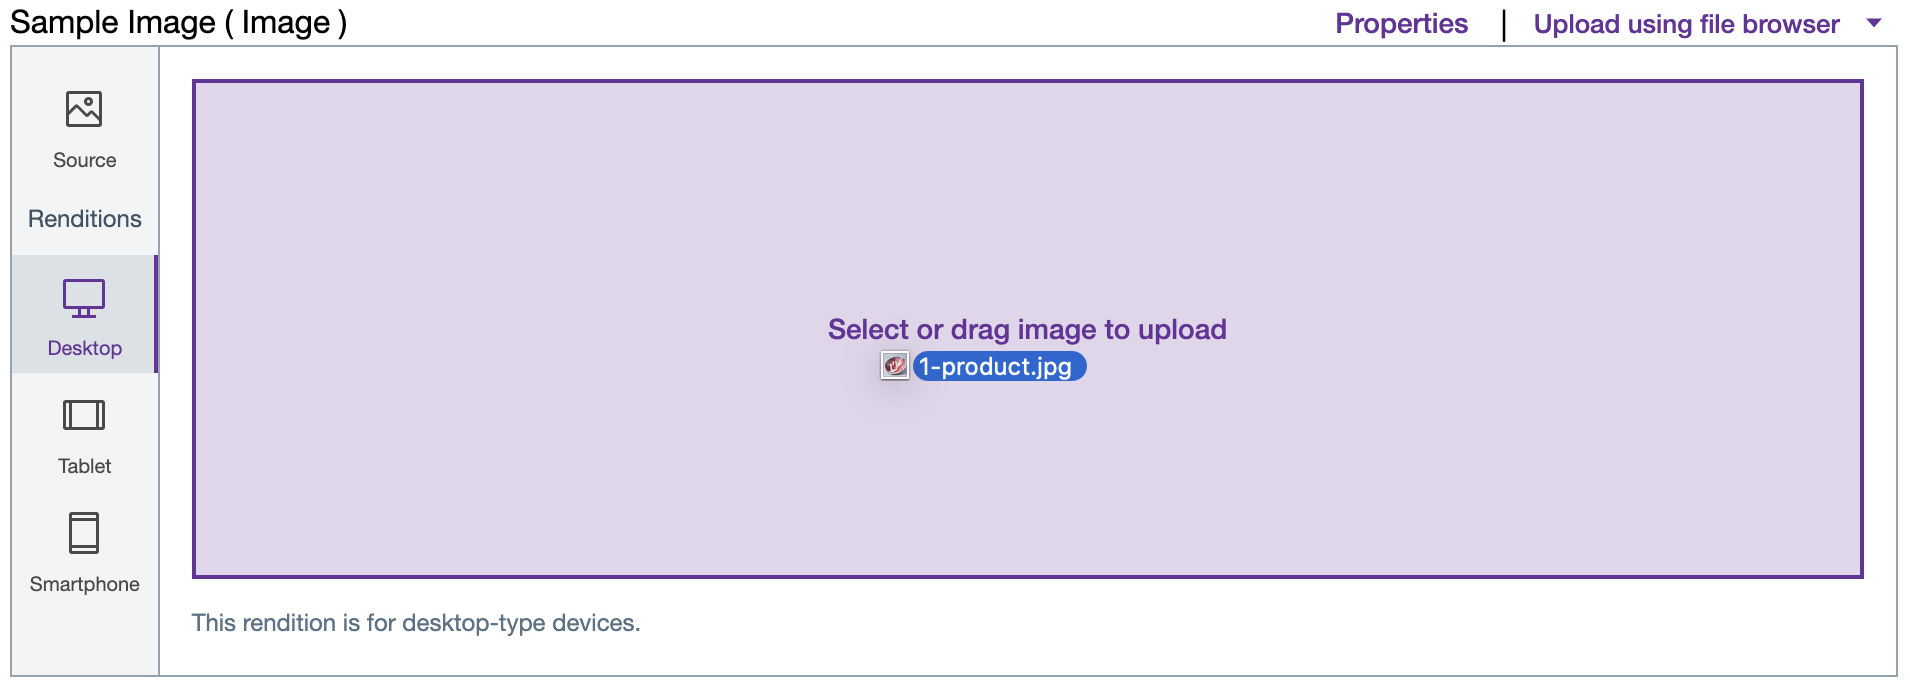 Sample Image ( Image )
Properties | Upload using file browser
Source
Renditions
Desktop
Tablet
Smartphone
Select or drag image to upload
1-product.jpg
This rendition is for desktop-type devices.